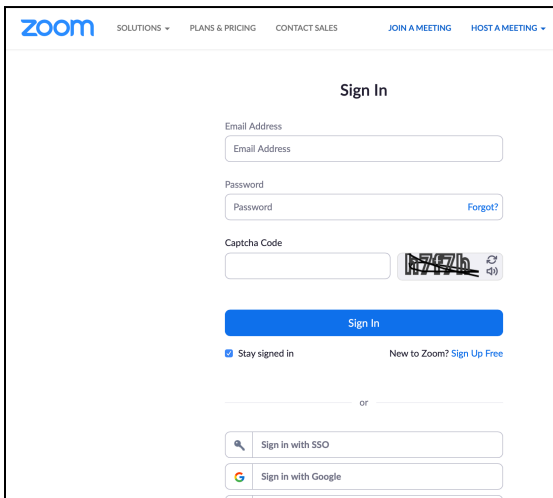 zoom SOLUTIONS PLANS & PRICING CONTACT SALES JOIN A MEETING HOST A MEETING
Sign In
Email Address
Email Address
Password
Password Forgot?
Captcha Code
Sign In
Stay signed in New to Zoom? Sign Up Free
or
Sign in with SSO
G Sign in with Google